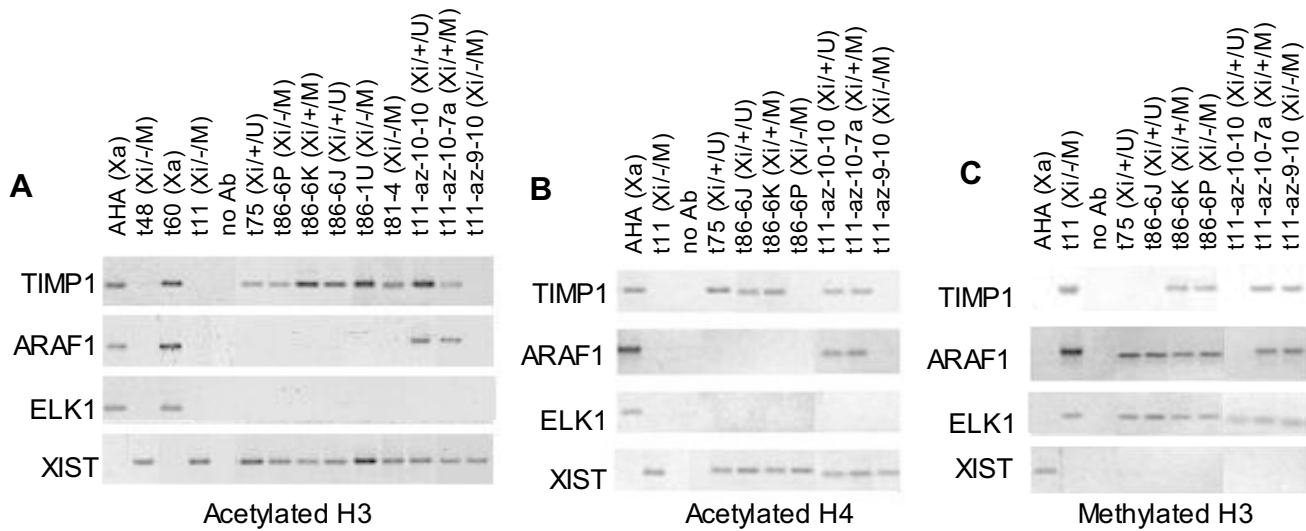 A
AHA (Xa)
t48 (Xi/-/M)
t60 (Xa)
t11 (Xi/-/M)
no Ab
t75 (Xi/+/U)
t86-6P (Xi/-/M)
t86-6K (Xi/+/M)
t86-6J (Xi/+/U)
t86-1U (Xi/-/M)
t81-4 (Xi/-/M)
t11-az-10-10 (Xi/+/U)
t11-az-10-7a (Xi/+/M)
t11-az-9-10 (Xi/-/M)
TIMP1
ARAF1
ELK1
XIST
Acetylated H3
B
AHA (Xa)
t11 (Xi/-/M)
no Ab
t75 (Xi/+/U)
t86-6J (Xi/+/U)
t86-6K (Xi/+/M)
t86-6P (Xi/-/M)
t11-az-10-10 (Xi/+/U)
t11-az-10-7a (Xi/+/M)
t11-az-9-10 (Xi/-/M)
TIMP1
ARAF1
ELK1
XIST
Acetylated H4
C
AHA (Xa)
t11 (Xi/-/M)
no Ab
t75 (Xi/+/U)
t86-6J (Xi/+/U)
t86-6K (Xi/+/M)
t86-6P (Xi/-/M)
t11-az-10-10 (Xi/+/U)
t11-az-10-7a (Xi/+/M)
t11-az-9-10 (Xi/-/M)
TIMP1
ARAF1
ELK1
XIST
Methylated H3